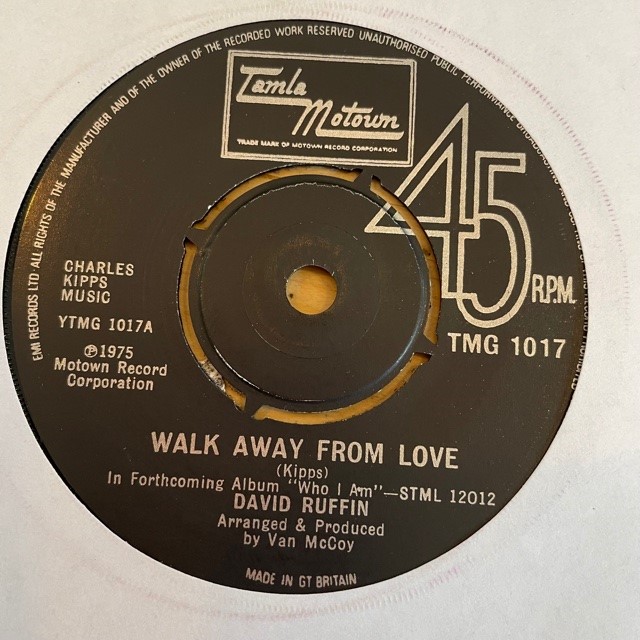 EMI RECORDS LTD ALL RIGHTS OF THE MANUFACTURER AND OF THE OWNER OF THE RECORDED WORK RESERVED UNAUTHORISED PUBLIC PERFORMANCE
Tamla
Motown
TRADE MARK OF MOTOWN RECORD CORPORATION
45
R.P.M.
TMG 1017
CHARLES
KIPPS
MUSIC
YTMG 1017A
℗1975
Motown Record
Corporation
WALK AWAY FROM LOVE
(Kipps)
In Forthcoming Album "Who I Am"—STML 12012
DAVID RUFFIN
Arranged & Produced
by Van McCoy
MADE IN GT BRITAIN